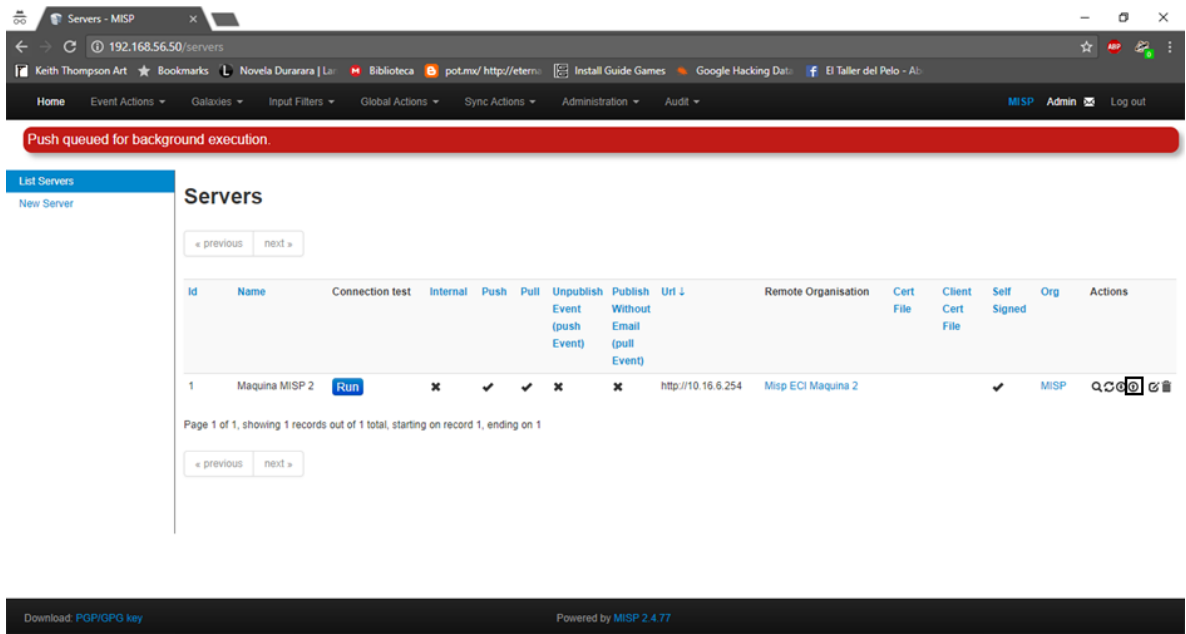 Servers - MISP
192.168.56.50/servers
Keith Thompson Art Bookmarks Novela Durarara | La Biblioteca pot.mx/ http://eterna Install Guide Games Google Hacking Data El Taller del Pelo - Ab
Home Event Actions Galaxies Input Filters Global Actions Sync Actions Administration Audit MISP Admin Log out
Push queued for background execution.
List Servers
New Server
Servers
« previous next »
Id Name Connection test Internal Push Pull Unpublish Event (push Event) Publish Without Email (pull Event) Url ↓ Remote Organisation Cert File Client Cert File Self Signed Org Actions
1 Maquina MISP 2 Run http://10.16.6.254 Misp ECI Maquina 2 MISP
Page 1 of 1, showing 1 records out of 1 total, starting on record 1, ending on 1
« previous next »
Download: PGP/GPG key Powered by MISP 2.4.77